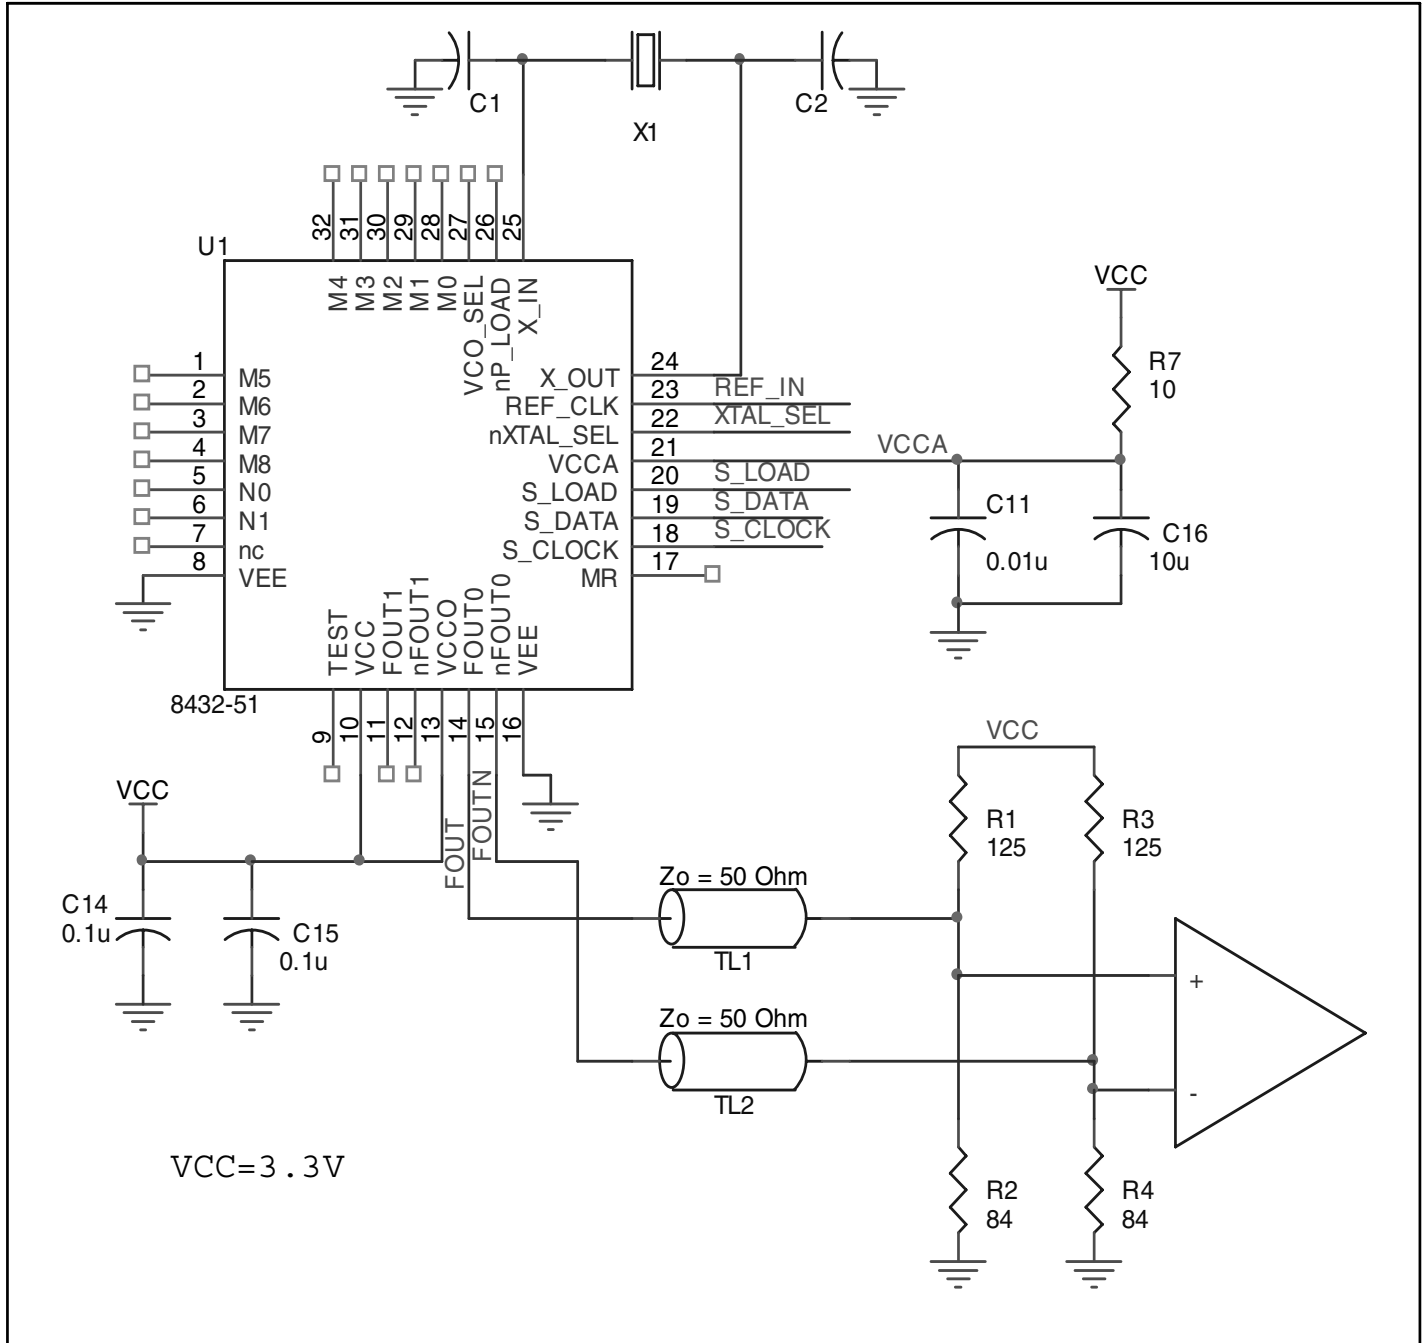 C1
X1
C2
32
31
30
29
28
27
26
25
U1
M4
M3
M2
M1
M0
VCO_SEL
nP_LOAD
X_IN
VCC
1
2
3
4
5
6
7
8
M5
M6
M7
M8
N0
N1
nc
VEE
X_OUT
REF_CLK
nXTAL_SEL
VCCA
S_LOAD
S_DATA
S_CLOCK
MR
24
23
22
21
20
19
18
17
REF_IN
XTAL_SEL
VCCA
S_LOAD
S_DATA
S_CLOCK
R7
10
C11
0.01u
C16
10u
TEST
VCC
FOUT1
nFOUT1
VCCO
FOUT0
nFOUT0
VEE
8432-51
9
10
11
12
13
14
15
16
VCC
FOUT
FOUTN
VCC
R1
125
R3
125
C14
0.1u
C15
0.1u
Zo = 50 Ohm
TL1
Zo = 50 Ohm
TL2
+
-
VCC=3.3V
R2
84
R4
84